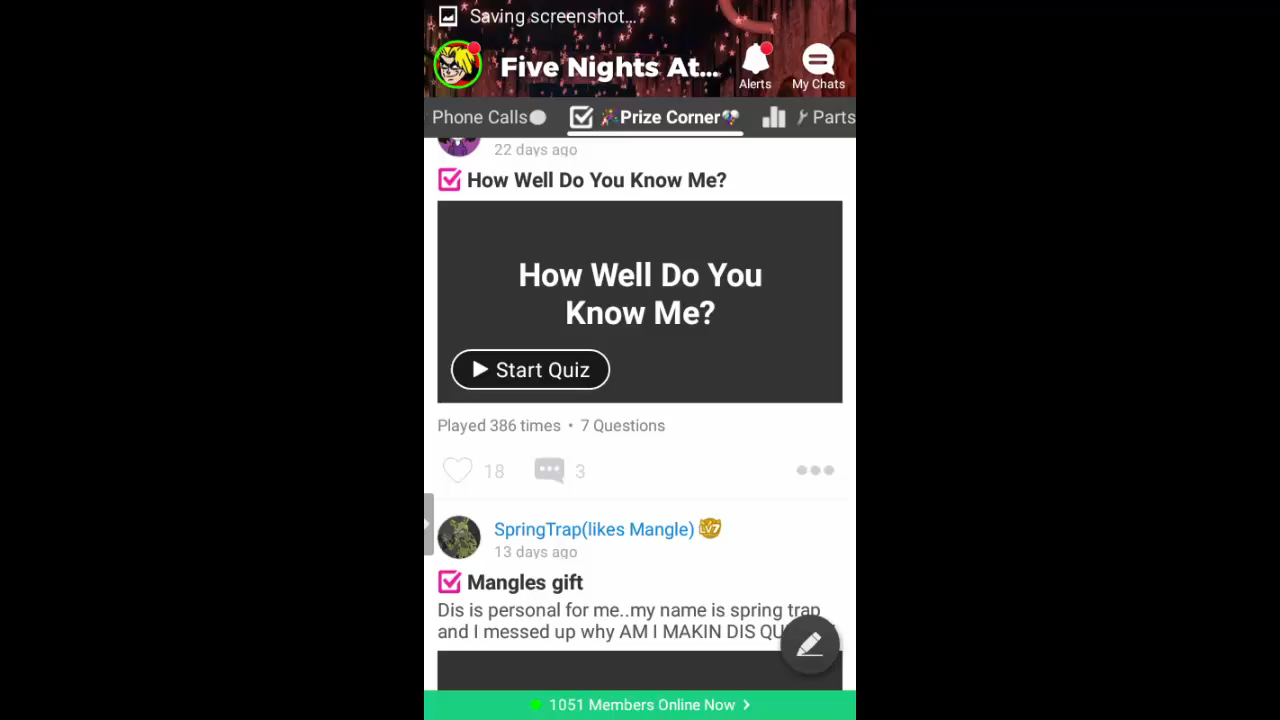 Saving screenshot...
Five Nights At...
Alerts
My Chats
Phone Calls
Prize Corner
Parts
22 days ago
How Well Do You Know Me?
How Well Do You
Know Me?
Start Quiz
Played 386 times • 7 Questions
18
3
SpringTrap(likes Mangle) LV7
13 days ago
Mangles gift
Dis is personal for me..my name is spring trap
and I messed up why AM I MAKIN DIS
1051 Members Online Now >